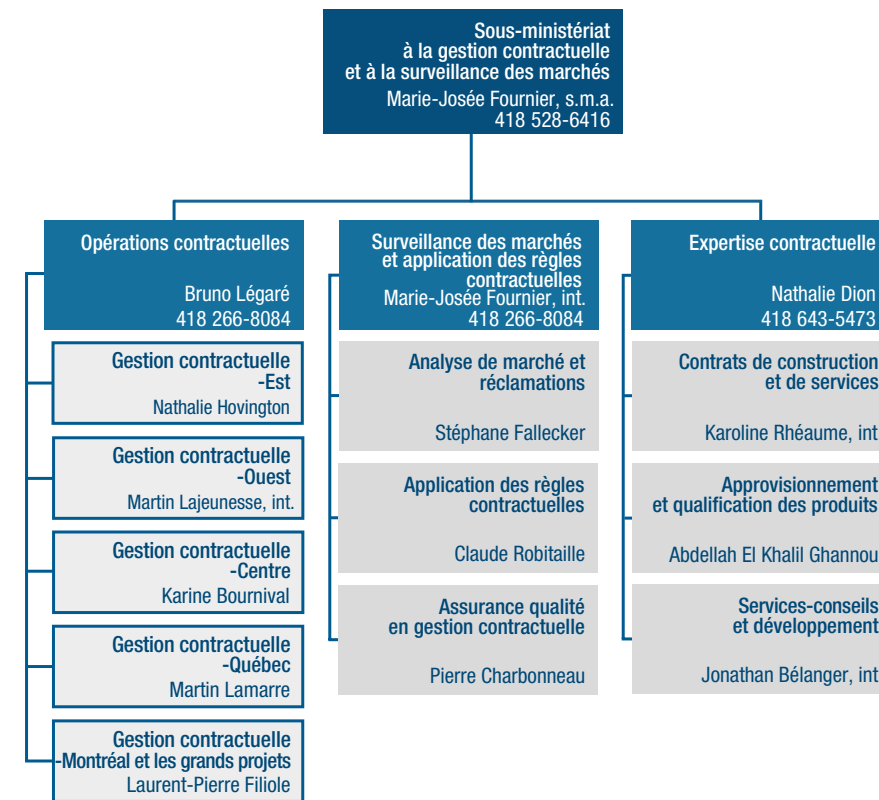 Sous-ministériat
à la gestion contractuelle
et à la surveillance des marchés
Marie-Josée Fournier, s.m.a.
418 528-6416
Opérations contractuelles
Bruno Légaré
418 266-8084
Gestion contractuelle
-Est
Nathalie Hovington
Gestion contractuelle
-Ouest
Martin Lajeunesse, int.
Gestion contractuelle
-Centre
Karine Bournival
Gestion contractuelle
-Québec
Martin Lamarre
Gestion contractuelle
-Montréal et les grands projets
Laurent-Pierre Filiole
Surveillance des marchés
et application des règles
contractuelles
Marie-Josée Fournier, int.
418 266-8084
Analyse de marché et
réclamations
Stéphane Fallecker
Application des règles
contractuelles
Claude Robitaille
Assurance qualité
en gestion contractuelle
Pierre Charbonneau
Expertise contractuelle
Nathalie Dion
418 643-5473
Contrats de construction
et de services
Karoline Rhéaume, int
Approvisionnement
et qualification des produits
Abdellah El Khalil Ghannou
Services-conseils
et développement
Jonathan Bélanger, int